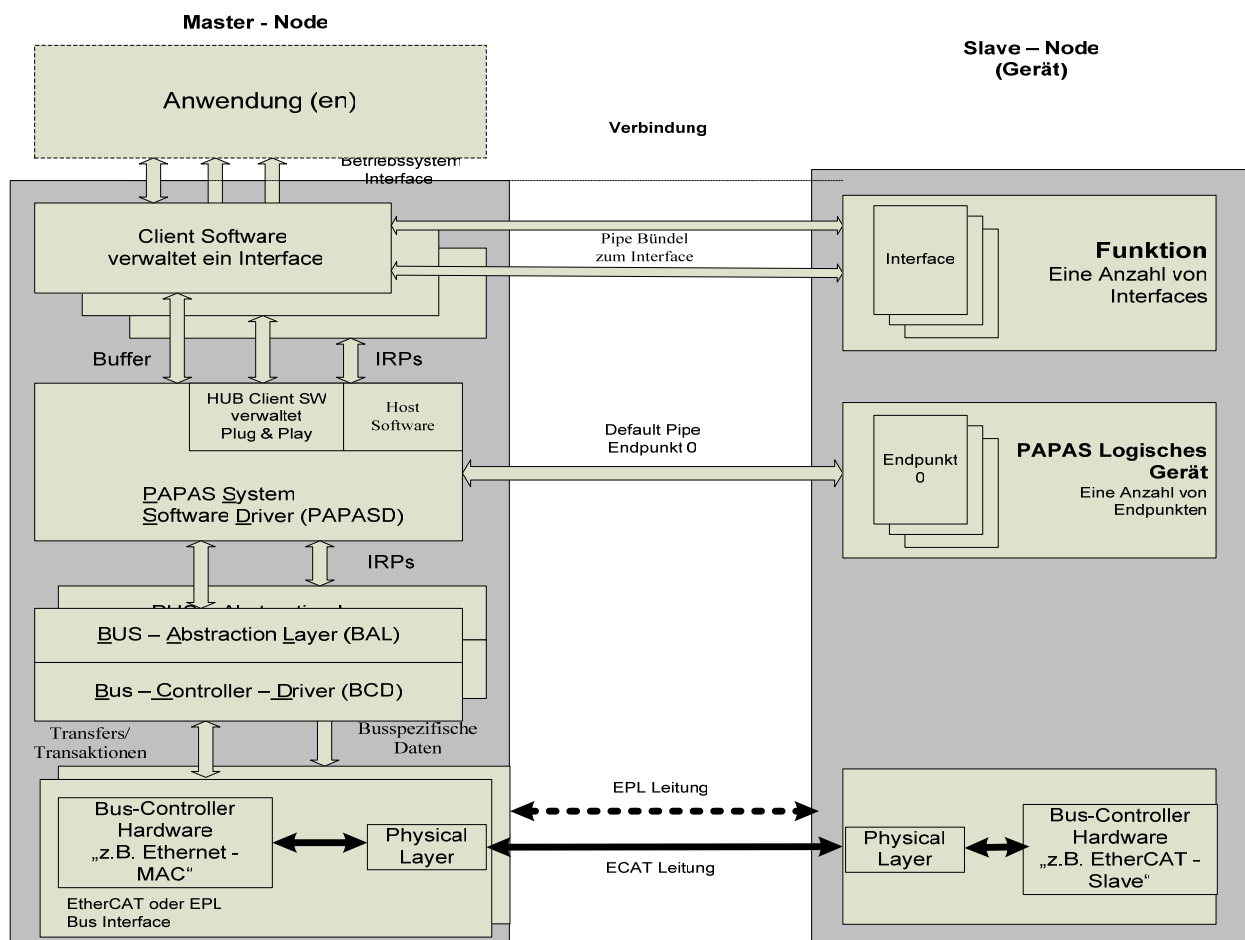 Master - Node
Slave – Node
(Gerät)
Anwendung (en)
Verbindung
Betriebssystem
Interface
Client Software
verwaltet ein Interface
Pipe Bündel
zum Interface
Interface
Funktion
Eine Anzahl von
Interfaces
Buffer
IRPs
HUB Client SW
verwaltet
Plug & Play
Host
Software
Default Pipe
Endpunkt 0
Endpunkt
0
PAPAS Logisches
Gerät
Eine Anzahl von
Endpunkten
PAPAS System
Software Driver (PAPASD)
IRPs
BUS – Abstraction Layer (BAL)
Bus – Controller – Driver (BCD)
Transfers/
Transaktionen
Busspezifische
Daten
EPL Leitung
Bus-Controller
Hardware
„z.B. Ethernet -
MAC“
Physical
Layer
ECAT Leitung
Physical
Layer
Bus-Controller
Hardware
„z.B. EtherCAT -
Slave“
EtherCAT oder EPL
Bus Interface